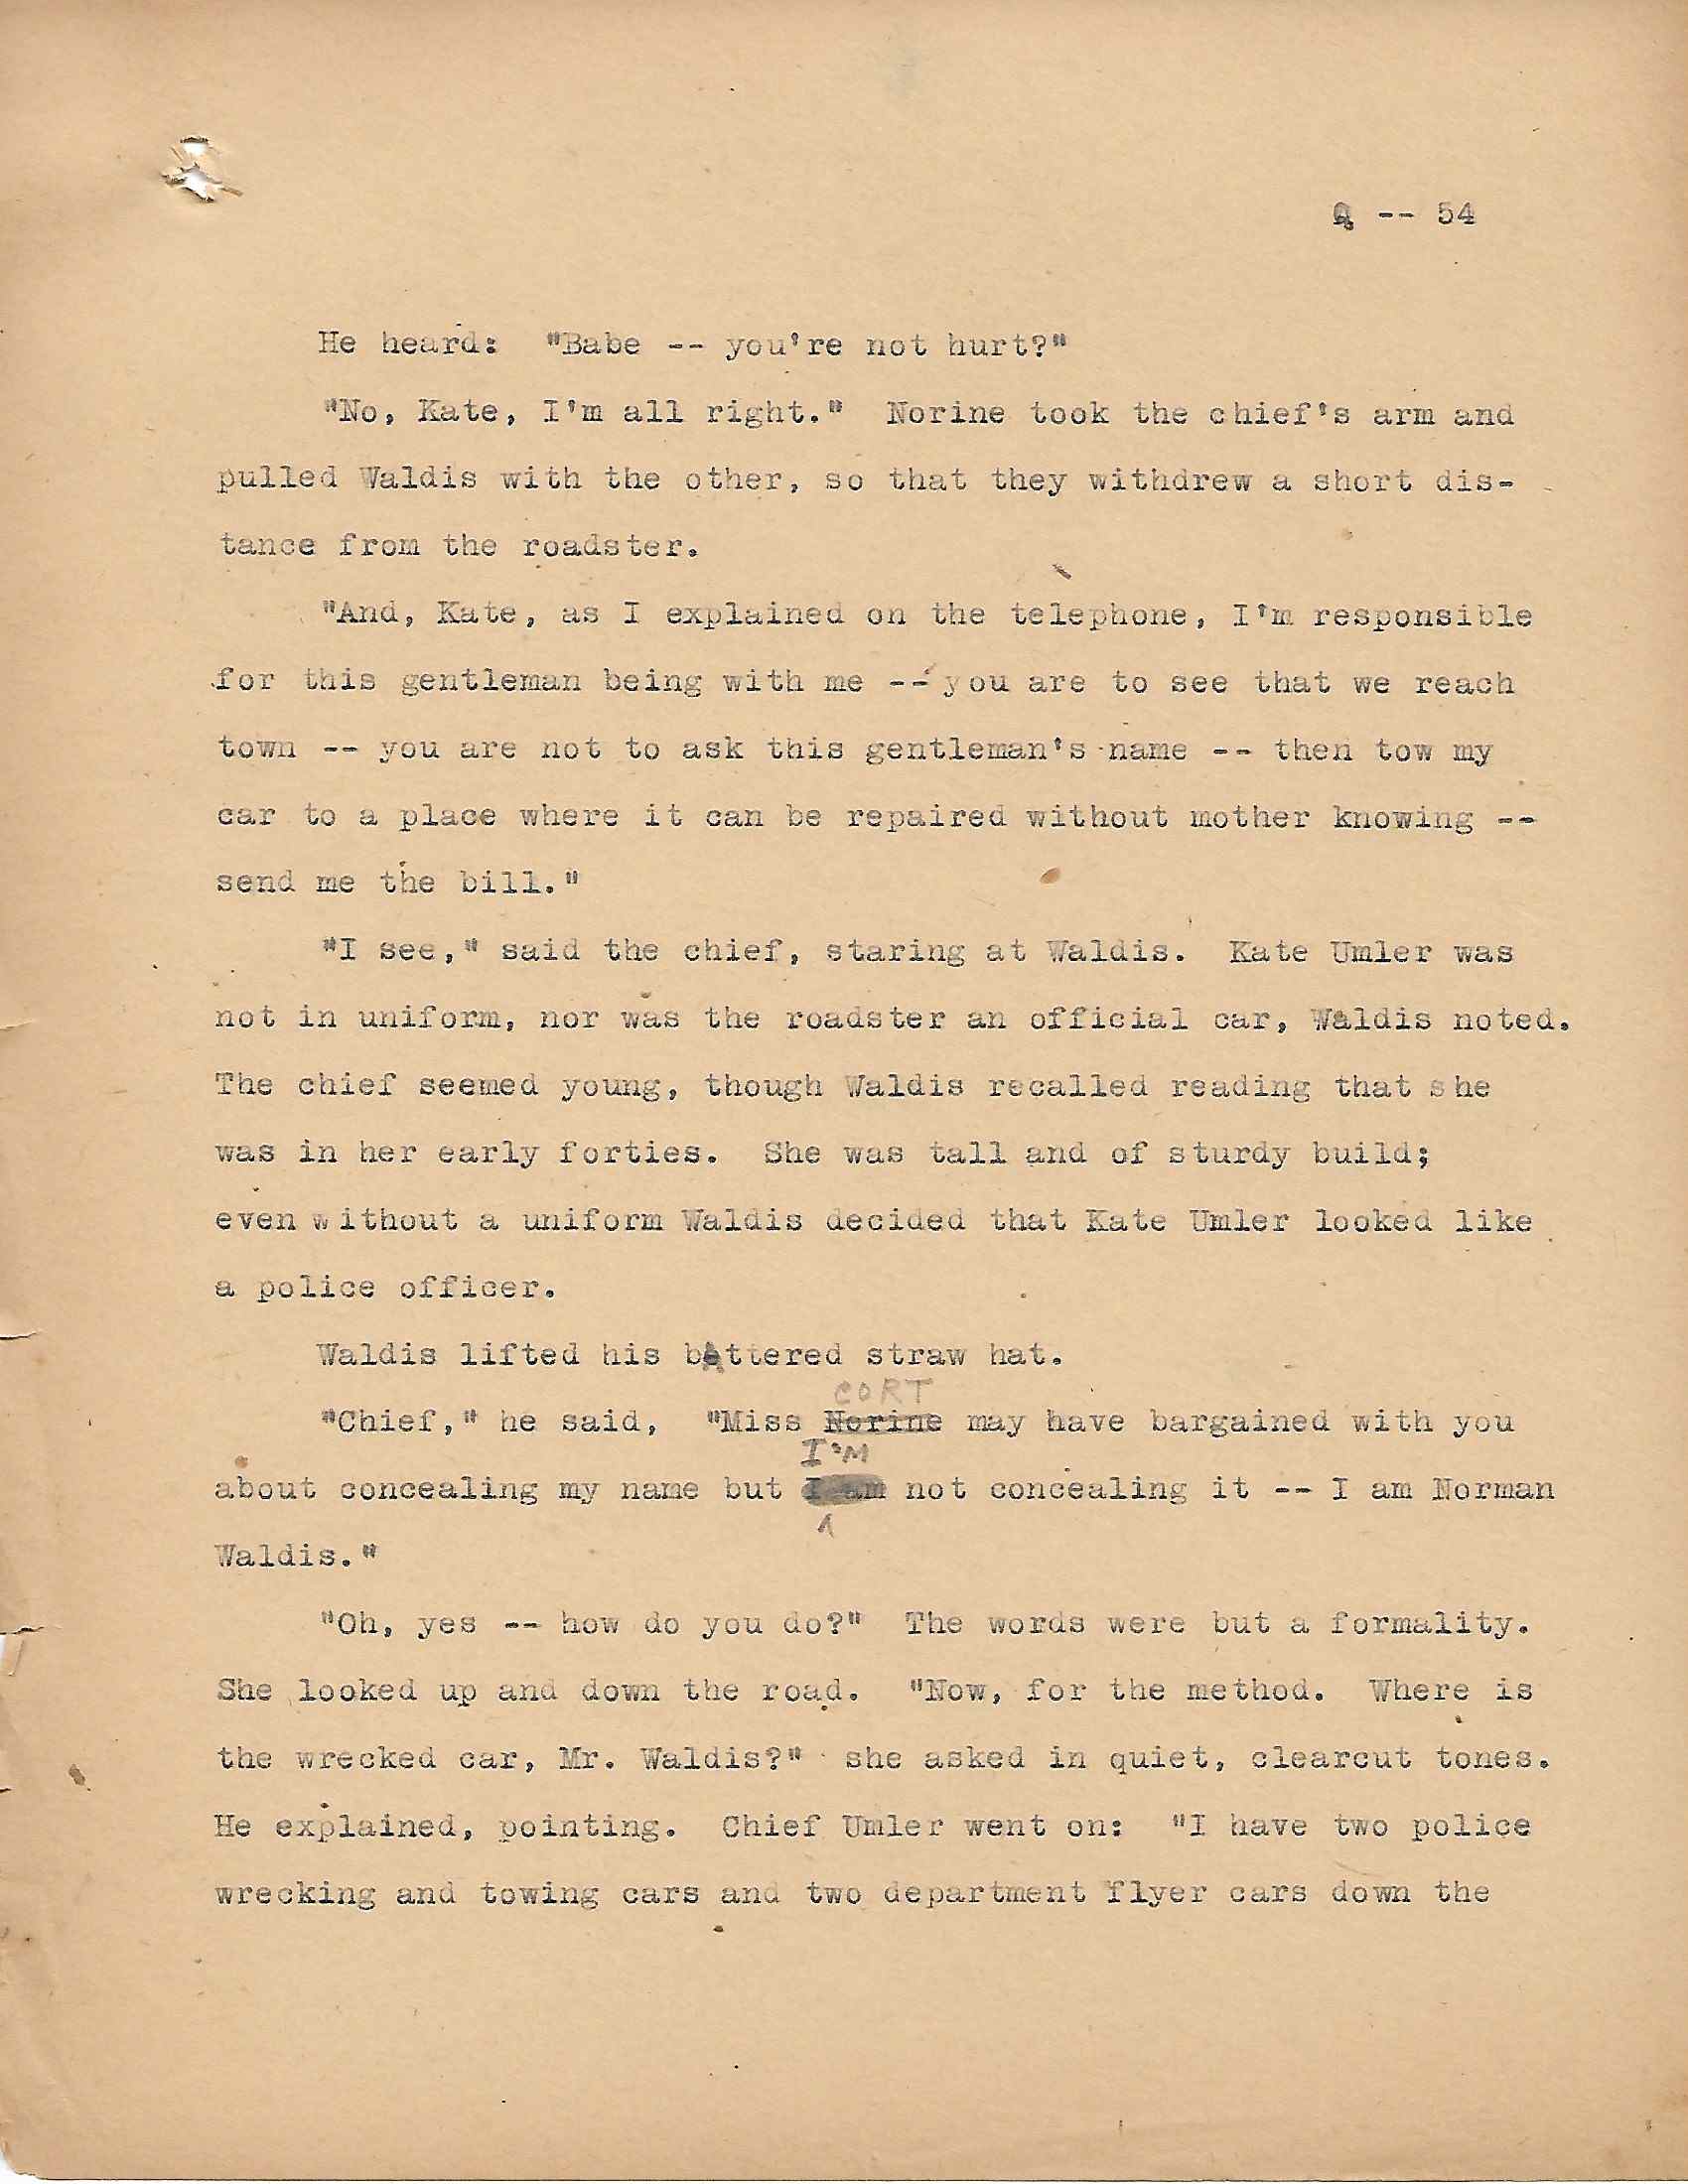 Q -- 54
He heard:  "Babe -- you're not hurt?"
"No, Kate, I'm all right."  Norine took the chief's arm and
pulled Waldis with the other, so that they withdrew a short dis-
tance from the roadster.
"And, Kate, as I explained on the telephone, I'm responsible
for this gentleman being with me -- you are to see that we reach
town -- you are not to ask this gentleman's name -- then tow my
car to a place where it can be repaired without mother knowing --
send me the bill."
"I see," said the chief, staring at Waldis.  Kate Umler was
not in uniform, nor was the roadster an official car, Waldis noted.
The chief seemed young, though Waldis recalled reading that she
was in her early forties.  She was tall and of sturdy build;
even without a uniform Waldis decided that Kate Umler looked like
a police officer.
Waldis lifted his bAttered straw hat.
CORT
"Chief," he said,  "Miss Norine may have bargained with you
I'M
about concealing my name but I am not concealing it -- I am Norman
Waldis."
"Oh, yes -- how do you do?"  The words were but a formality.
She looked up and down the road.  "Now, for the method.  Where is
the wrecked car, Mr. Waldis?"  she asked in quiet, clearcut tones.
He explained, pointing.  Chief Umler went on:  "I have two police
wrecking and towing cars and two department flyer cars down the